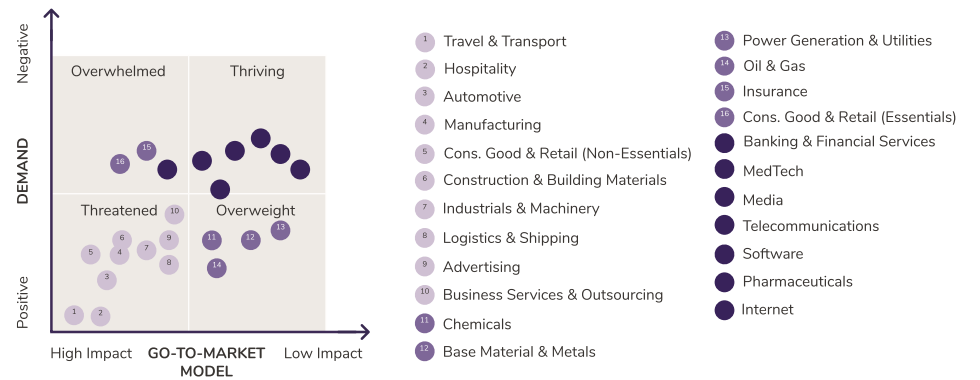 Negative
DEMAND
Positive
Overwhelmed
Thriving
15
16
Threatened
Overweight
10
13
6
9
11
12
5
4
7
8
14
3
1
2
High Impact
GO-TO-MARKET
MODEL
Low Impact
1 Travel & Transport
2 Hospitality
3 Automotive
4 Manufacturing
5 Cons. Good & Retail (Non-Essentials)
6 Construction & Building Materials
7 Industrials & Machinery
8 Logistics & Shipping
9 Advertising
10 Business Services & Outsourcing
11 Chemicals
12 Base Material & Metals
13 Power Generation & Utilities
14 Oil & Gas
15 Insurance
16 Cons. Good & Retail (Essentials)
Banking & Financial Services
MedTech
Media
Telecommunications
Software
Pharmaceuticals
Internet